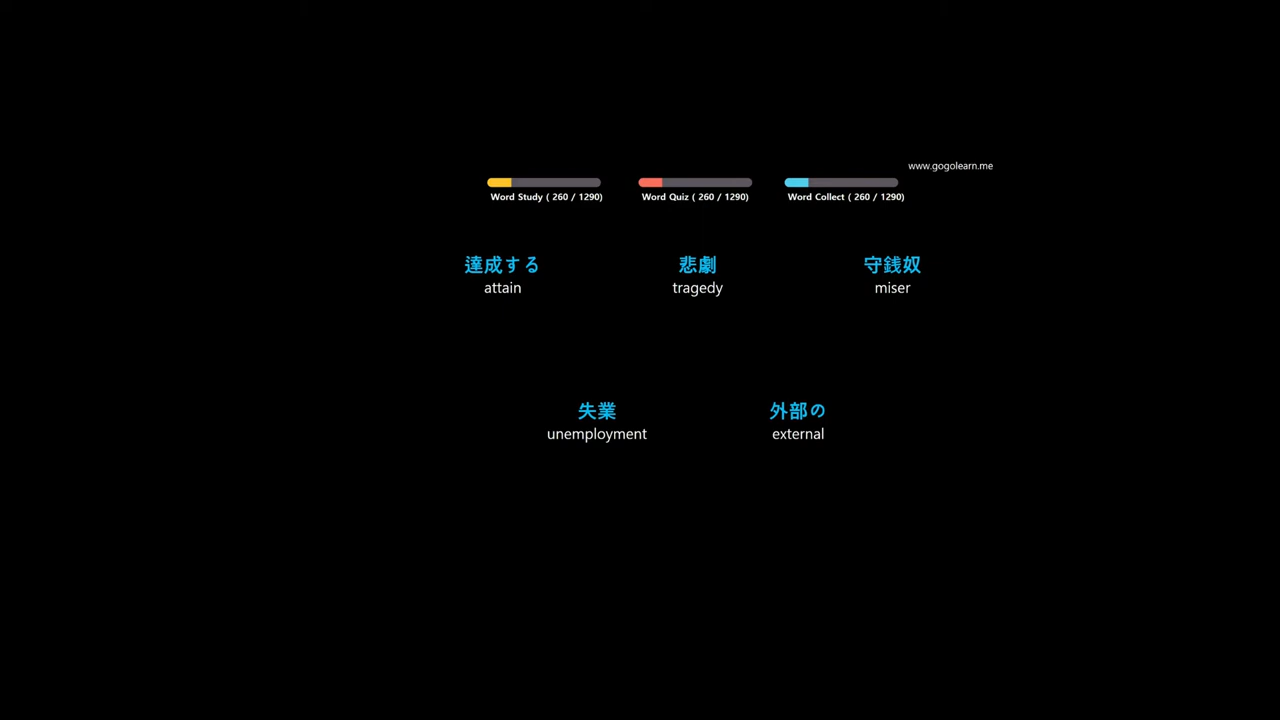 www.gogolearn.me
Word Study ( 260 / 1290)
Word Quiz ( 260 / 1290)
Word Collect ( 260 / 1290)
達成する
attain
悲劇
tragedy
守銭奴
miser
失業
unemployment
外部の
external